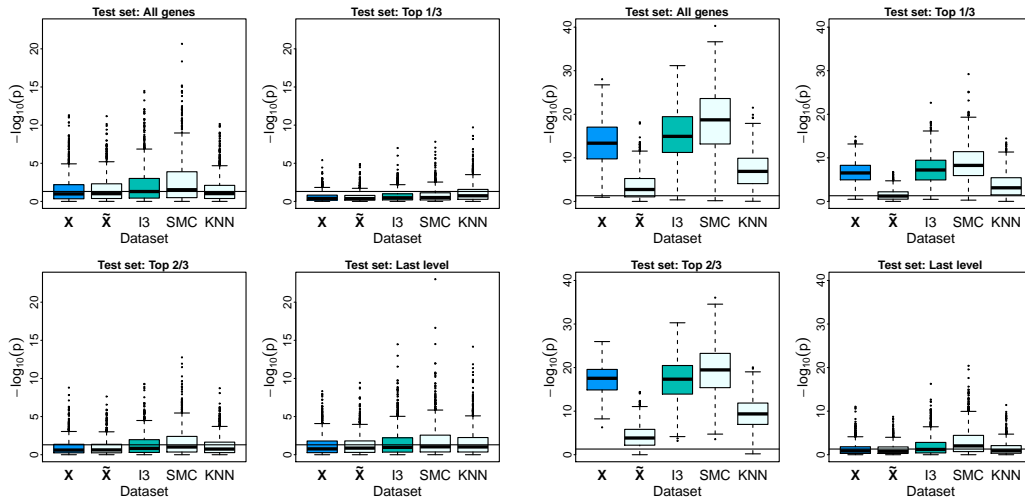 Test set: All genes
Test set: Top 1/3
Test set: All genes
Test set: Top 1/3
−log10(p)
0 5 10 15 20
X X̃ I3 SMC KNN
Dataset
−log10(p)
0 5 10 15 20
X X̃ I3 SMC KNN
Dataset
−log10(p)
0 10 20 30 40
X X̃ I3 SMC KNN
Dataset
−log10(p)
0 10 20 30 40
X X̃ I3 SMC KNN
Dataset
Test set: Top 2/3
Test set: Last level
Test set: Top 2/3
Test set: Last level
−log10(p)
0 5 10 15 20
X X̃ I3 SMC KNN
Dataset
−log10(p)
0 5 10 15 20
X X̃ I3 SMC KNN
Dataset
−log10(p)
0 10 20 30 40
X X̃ I3 SMC KNN
Dataset
−log10(p)
0 10 20 30 40
X X̃ I3 SMC KNN
Dataset